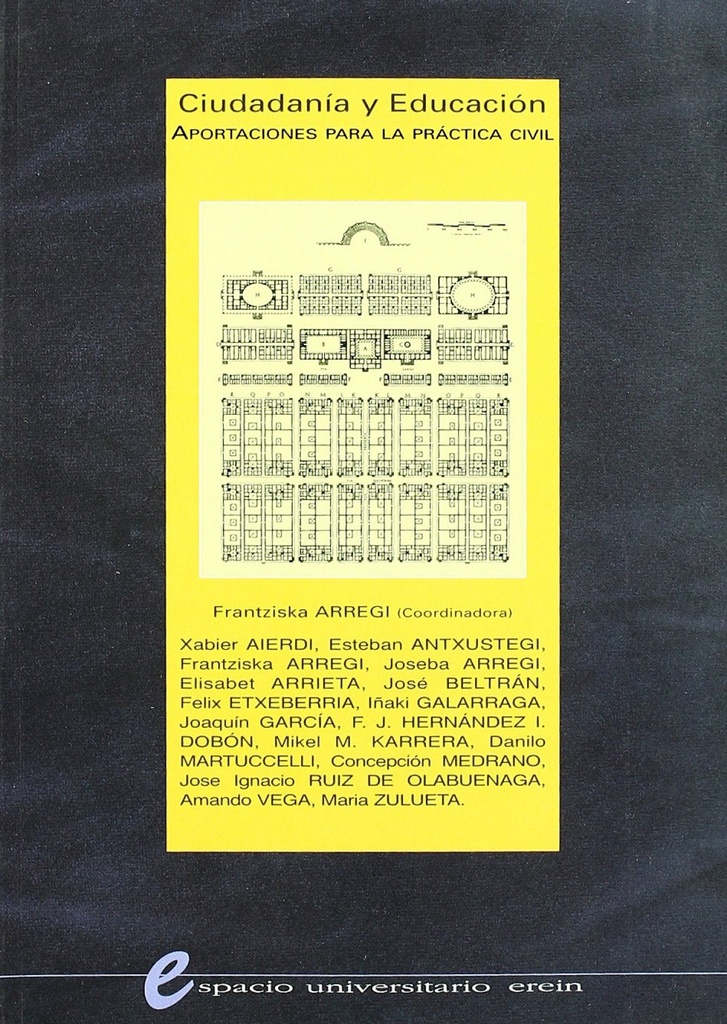 Ciudadanía y Educación
APORTACIONES PARA LA PRÁCTICA CIVIL
I
G G
H H
B A C
E Q F O N M L K K L M N O F Q E
Frantziska ARREGI (Coordinadora)
Xabier AIERDI, Esteban ANTXUSTEGI,
Frantziska ARREGI, Joseba ARREGI,
Elisabet ARRIETA, José BELTRÁN,
Felix ETXEBERRIA, Iñaki GALARRAGA,
Joaquín GARCÍA, F. J. HERNÁNDEZ I.
DOBÓN, Mikel M. KARRERA, Danilo
MARTUCCELLI, Concepción MEDRANO,
Jose Ignacio RUIZ DE OLABUENAGA,
Amando VEGA, Maria ZULUETA.
espacio universitario erein